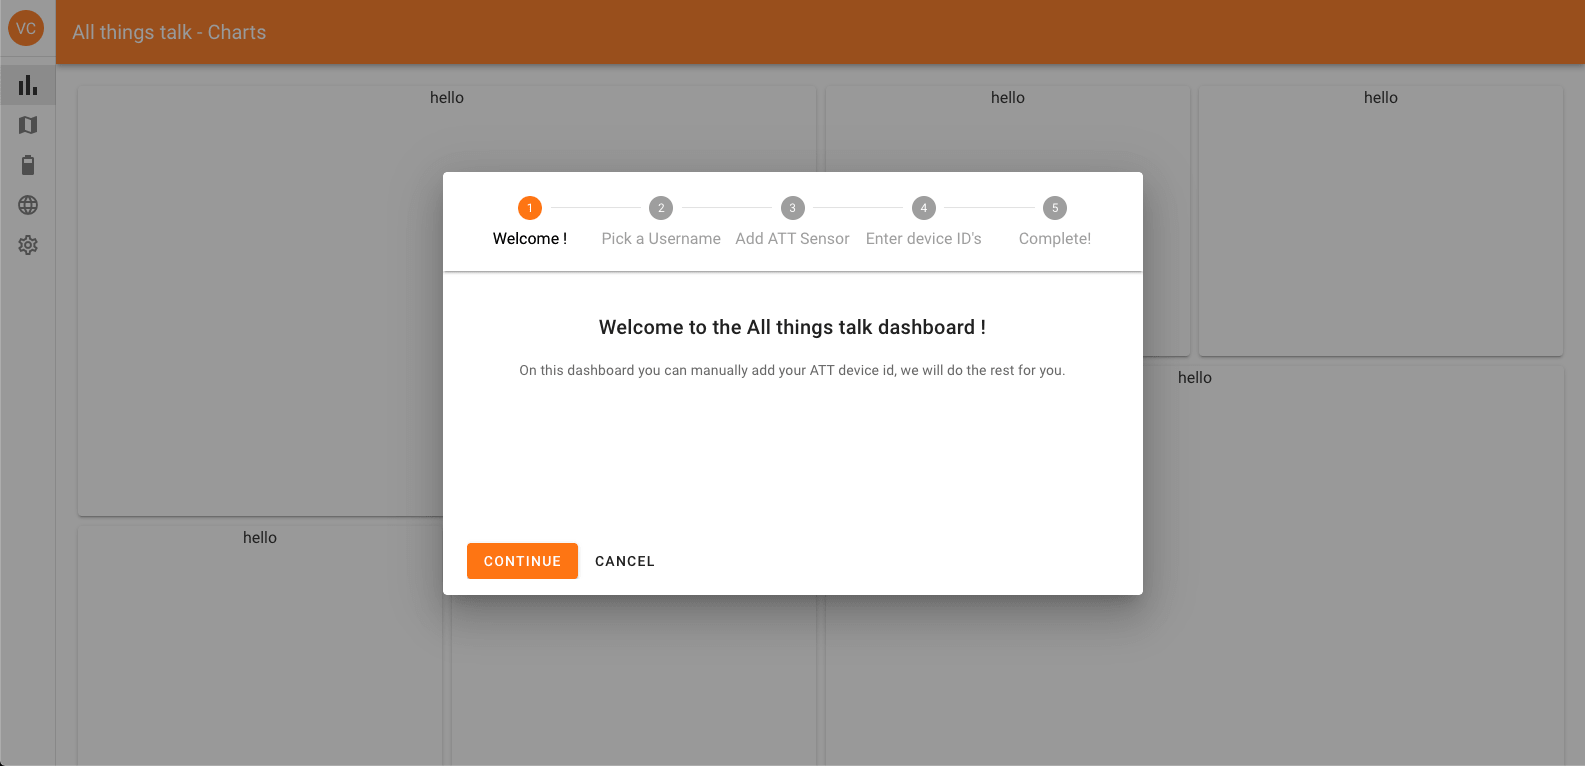 VC
All things talk - Charts
hello
hello
hello
1
2
3
4
5
Welcome !
Pick a Username
Add ATT Sensor
Enter device ID's
Complete!
Welcome to the All things talk dashboard !
On this dashboard you can manually add your ATT device id, we will do the rest for you.
hello
hello
CONTINUE
CANCEL